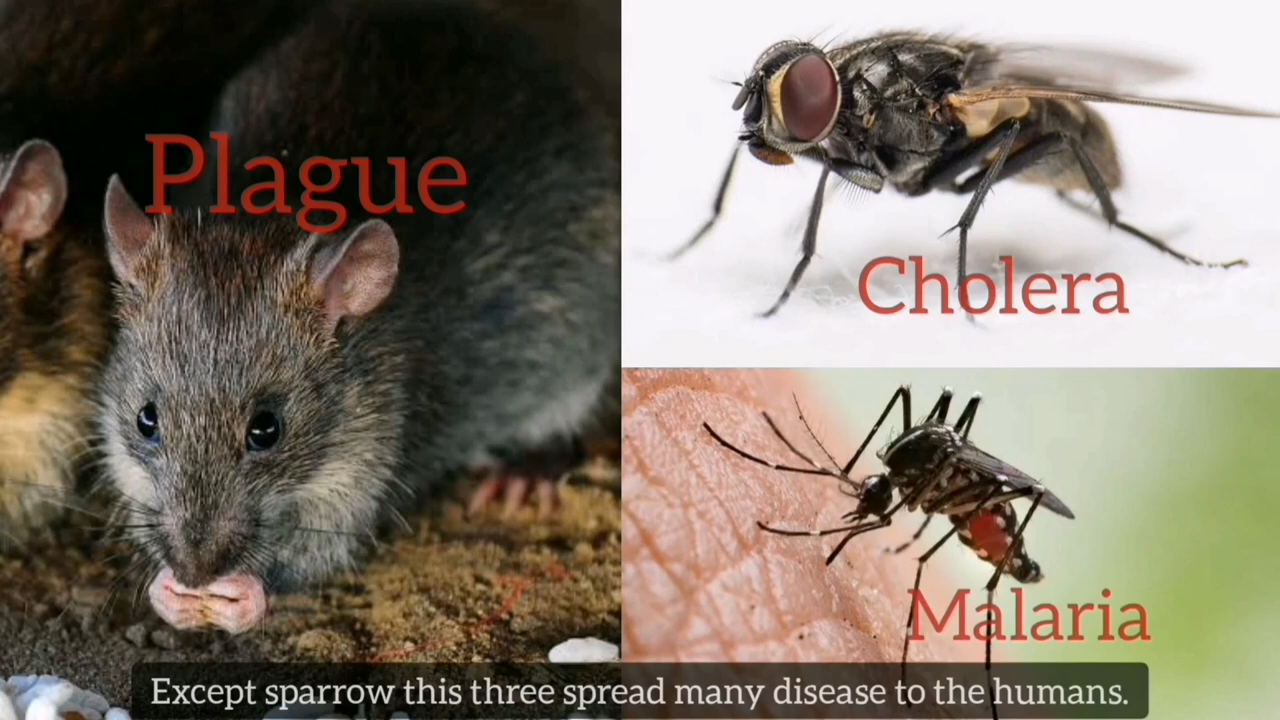 Plague
Cholera
Malaria
Except sparrow this three spread many disease to the humans.